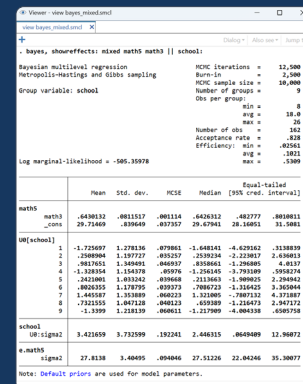 Viewer - view bayes_mixed.smcl
view bayes_mixed.smcl
Dialog Also see Jump t
. bayes, showeffects: mixed math5 math3 || school:
Bayesian multilevel regression MCMC iterations = 12,500
Metropolis-Hastings and Gibbs sampling Burn-in = 2,500
MCMC sample size = 10,000
Group variable: school Number of groups = 9
Obs per group:
min = 8
avg = 18.0
max = 26
Number of obs = 162
Acceptance rate = .828
Efficiency: min = .02561
avg = .1021
Log marginal-likelihood = -505.35978 max = .5309
Equal-tailed
Mean Std. dev. MCSE Median [95% cred. interval]
math5
math3 .6430132 .0811517 .001114 .6426312 .482777 .8010811
_cons 29.71469 .839649 .037357 29.67941 28.16051 31.5081
U0[school]
1 -1.725697 1.278136 .079861 -1.648141 -4.629162 .3138839
2 .2508904 1.197727 .035257 .2539234 -2.223017 2.636013
3 .9817651 1.349491 .046937 .8358661 -1.296805 4.0137
4 -1.328354 1.154378 .05976 -1.256145 -3.793109 .5958274
5 .2421001 1.033242 .039668 .2113663 -1.909025 2.294942
6 .8026355 1.178795 .039373 .7086723 -1.316425 3.365044
7 1.445587 1.353889 .060223 1.321005 -.7807132 4.371887
8 .7321555 1.047128 .040123 .659389 -1.216473 2.947172
9 -1.3399 1.218139 .060611 -1.217909 -4.004338 .6505758
school
U0:sigma2 3.421659 3.732599 .192241 2.446315 .0649409 12.96072
e.math5
sigma2 27.8138 3.40495 .094046 27.51226 22.04246 35.30077
Note: Default priors are used for model parameters.